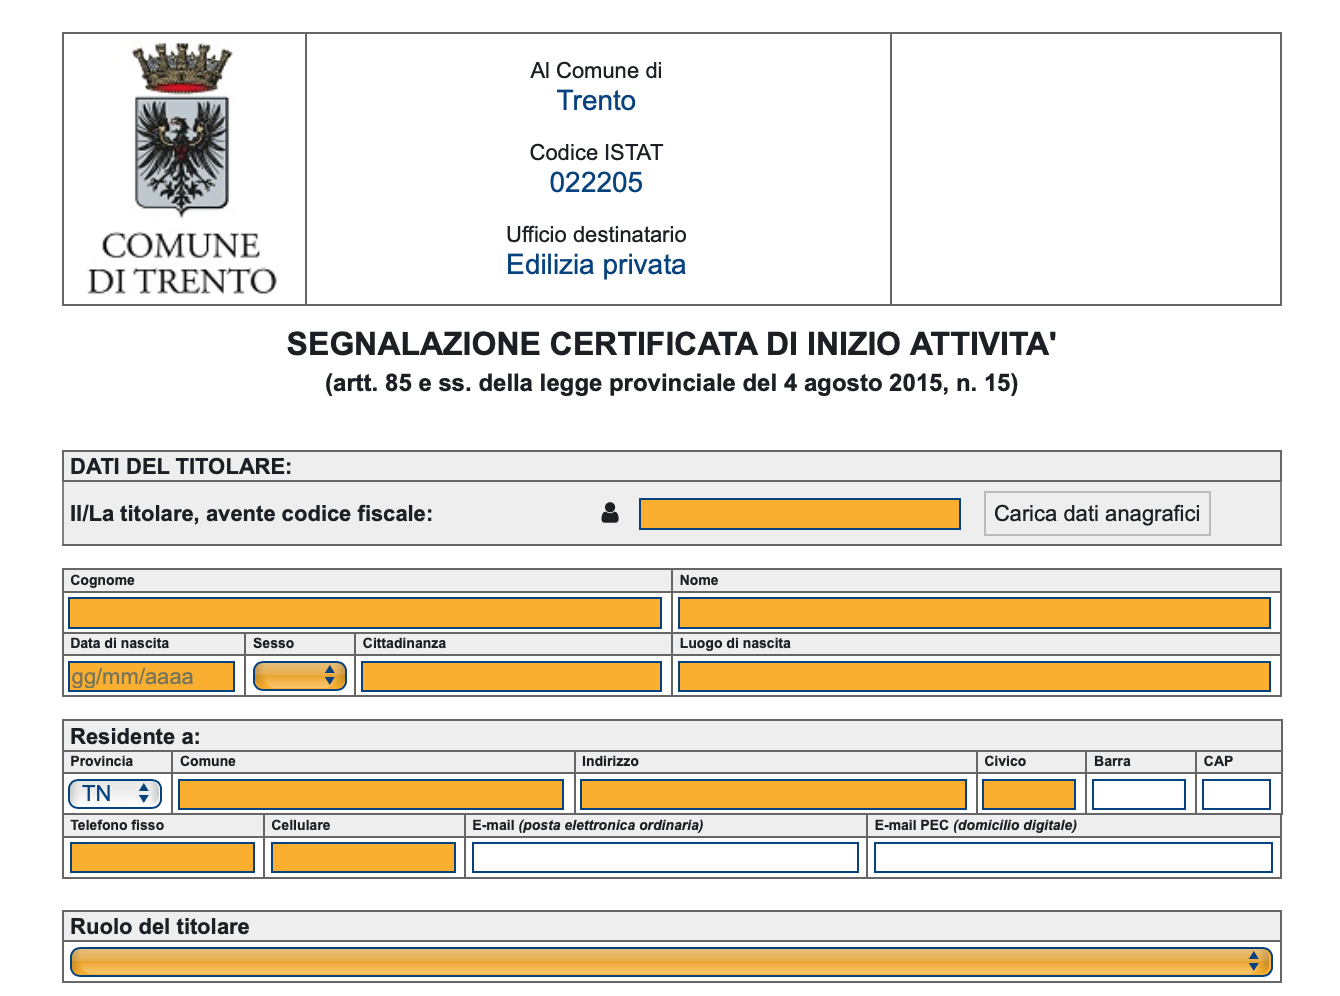 COMUNE
DI TRENTO
Al Comune di
Trento
Codice ISTAT
022205
Ufficio destinatario
Edilizia privata
SEGNALAZIONE CERTIFICATA DI INIZIO ATTIVITA'
(artt. 85 e ss. della legge provinciale del 4 agosto 2015, n. 15)
DATI DEL TITOLARE:
Il/La titolare, avente codice fiscale: Carica dati anagrafici
Cognome Nome
Data di nascita Sesso Cittadinanza Luogo di nascita
gg/mm/aaaa
Residente a:
Provincia Comune Indirizzo Civico Barra CAP
TN
Telefono fisso Cellulare E-mail (posta elettronica ordinaria) E-mail PEC (domicilio digitale)
Ruolo del titolare